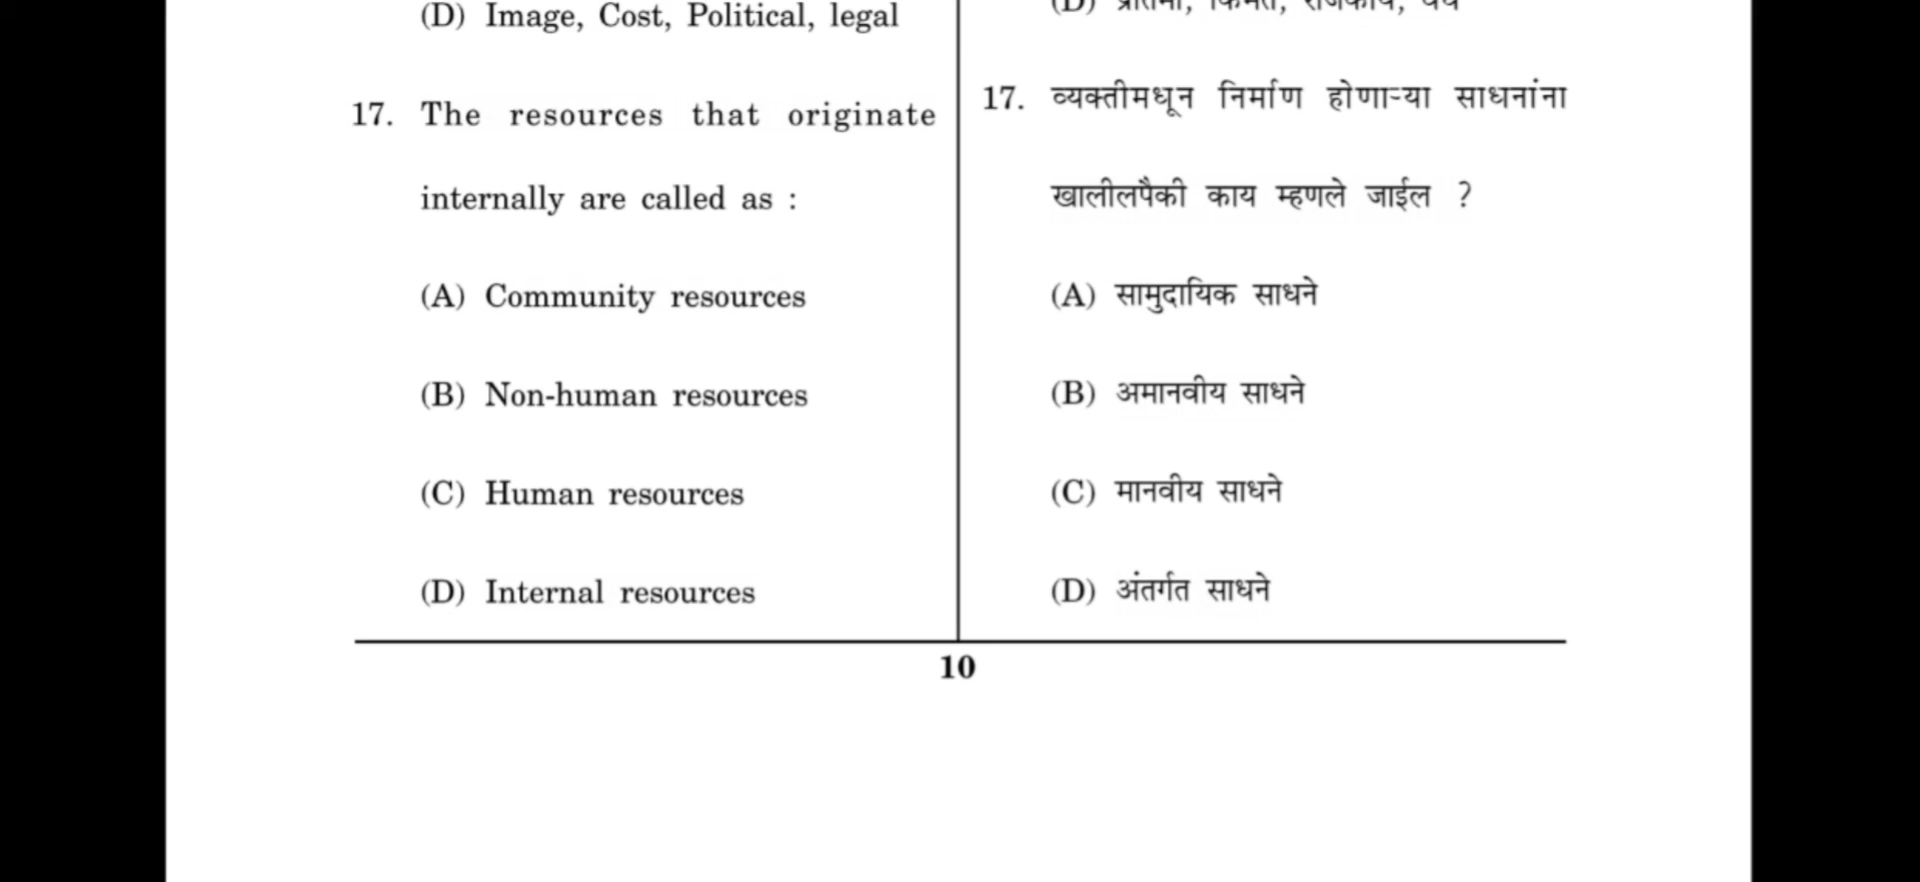 (D) Image, Cost, Political, legal
17. The resources that originate
internally are called as :
(A) Community resources
(B) Non-human resources
(C) Human resources
(D) Internal resources
17. व्यक्तीमधून निर्माण होणाऱ्या साधनांना
खालीलपैकी काय म्हणले जाईल ?
(A) सामुदायिक साधने
(B) अमानवीय साधने
(C) मानवीय साधने
(D) अंतर्गत साधने
10